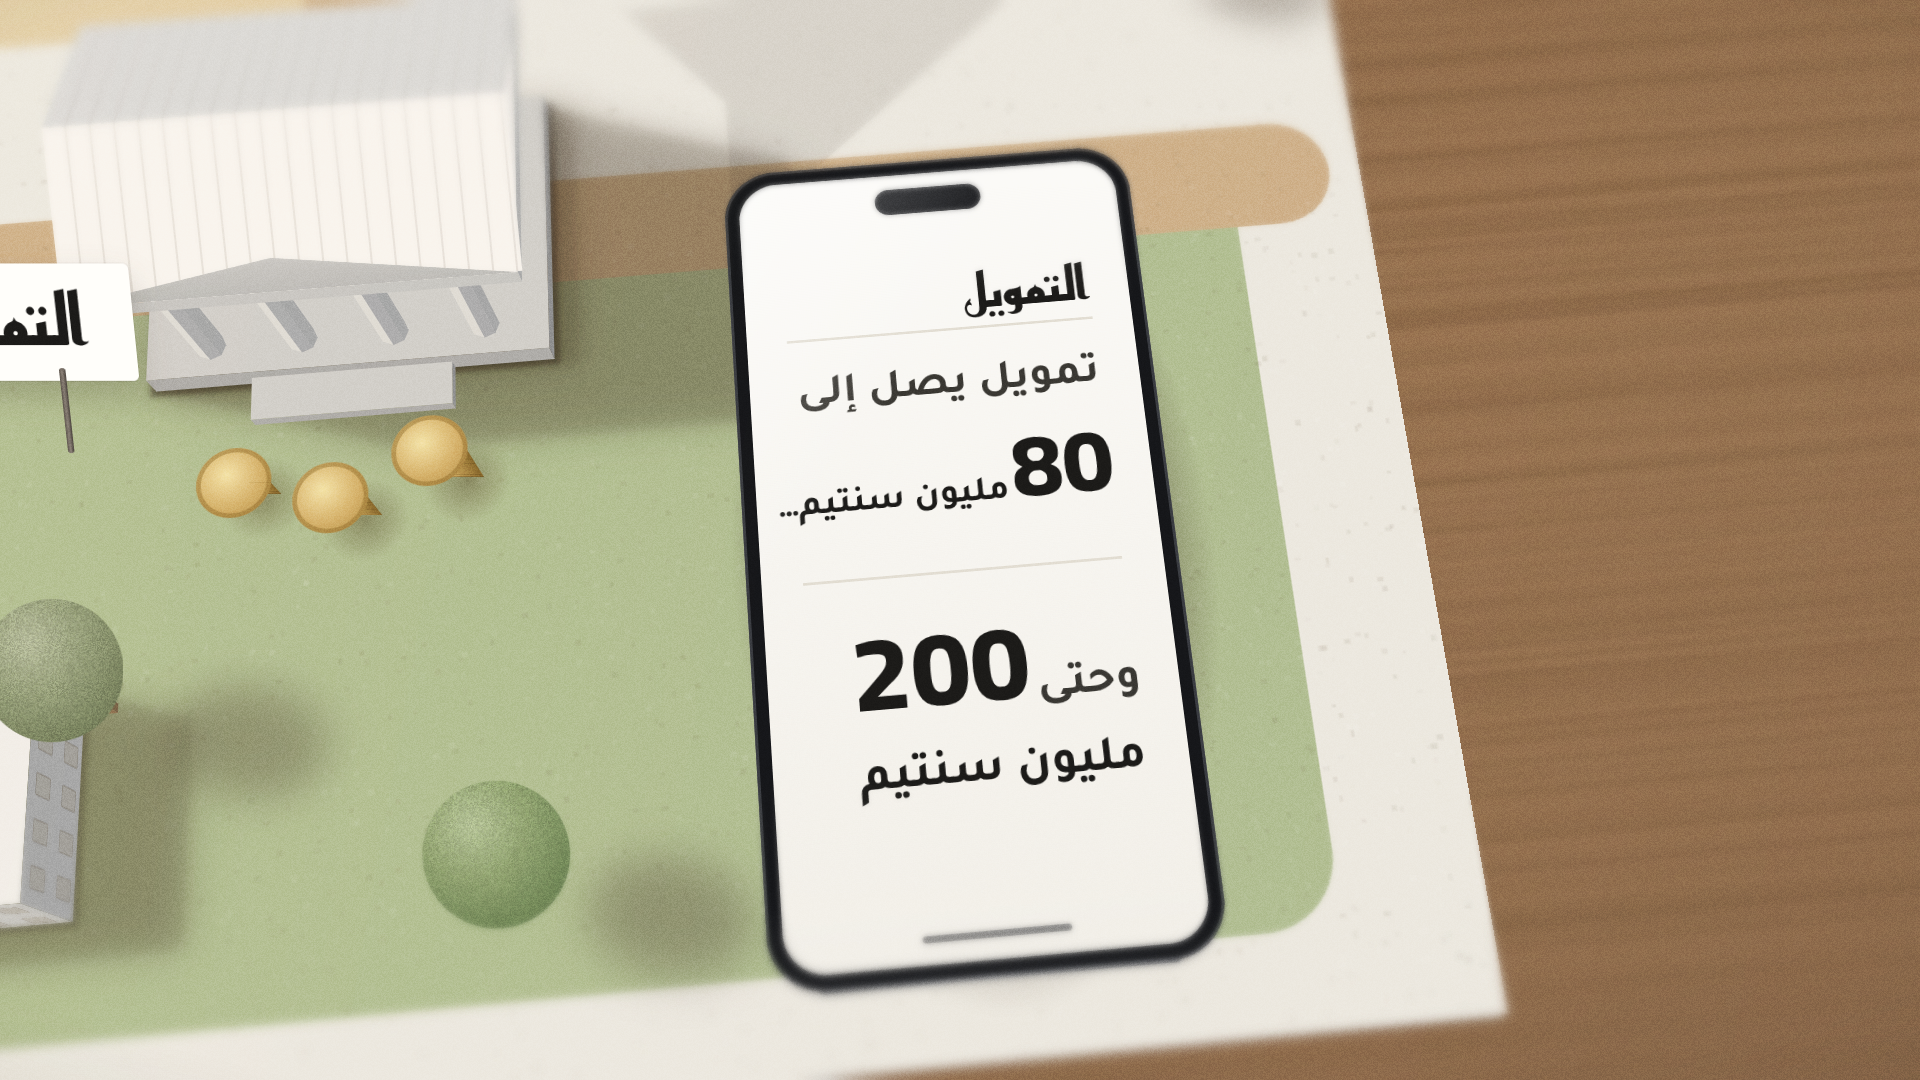 التمويل
تمويل يصل إلى
80 مليون سنتيم...
وحتى 200
مليون سنتيم